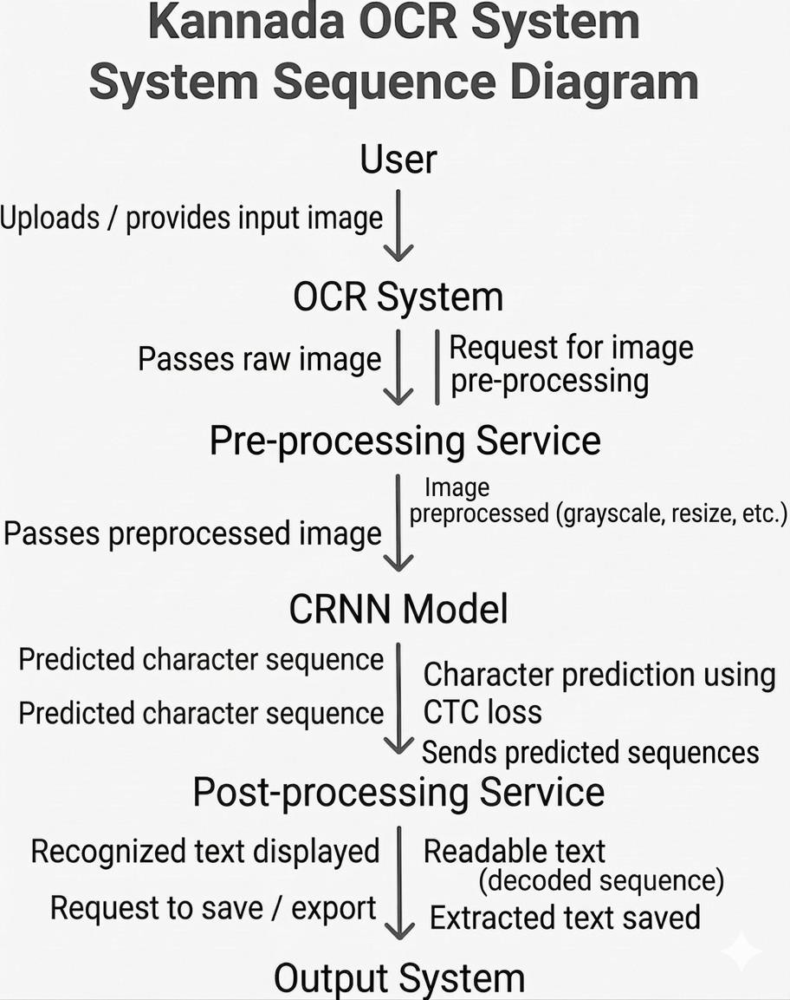 Kannada OCR System
System Sequence Diagram
User
Uploads / provides input image
OCR System
Passes raw image
Request for image
pre-processing
Pre-processing Service
Image
preprocessed (grayscale, resize, etc.)
Passes preprocessed image
CRNN Model
Predicted character sequence
Predicted character sequence
Character prediction using
CTC loss
Sends predicted sequences
Post-processing Service
Recognized text displayed
Request to save / export
Readable text
(decoded sequence)
Extracted text saved
Output System